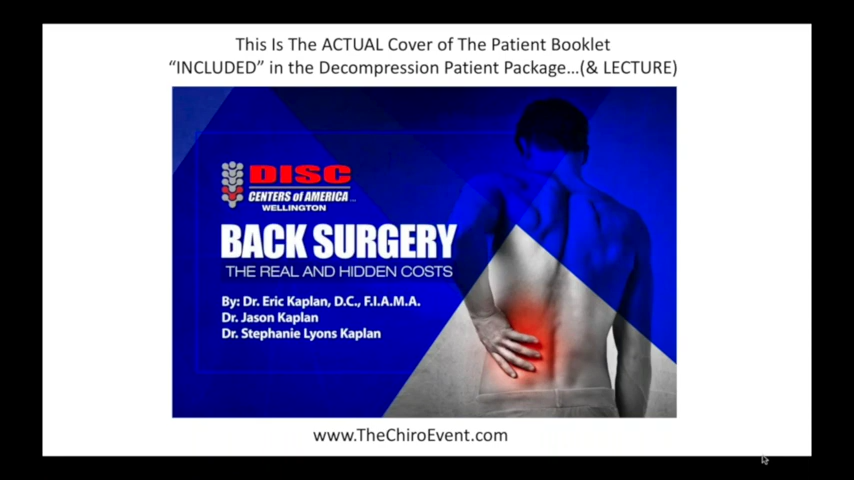 This Is The ACTUAL Cover of The Patient Booklet
“INCLUDED” in the Decompression Patient Package...(& LECTURE)
DISC
CENTERS of AMERICA
WELLINGTON
BACK SURGERY
THE REAL AND HIDDEN COSTS
By: Dr. Eric Kaplan, D.C., F.I.A.M.A.
Dr. Jason Kaplan
Dr. Stephanie Lyons Kaplan
www.TheChiroEvent.com